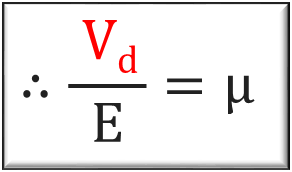 ∴ V_d / E = μ